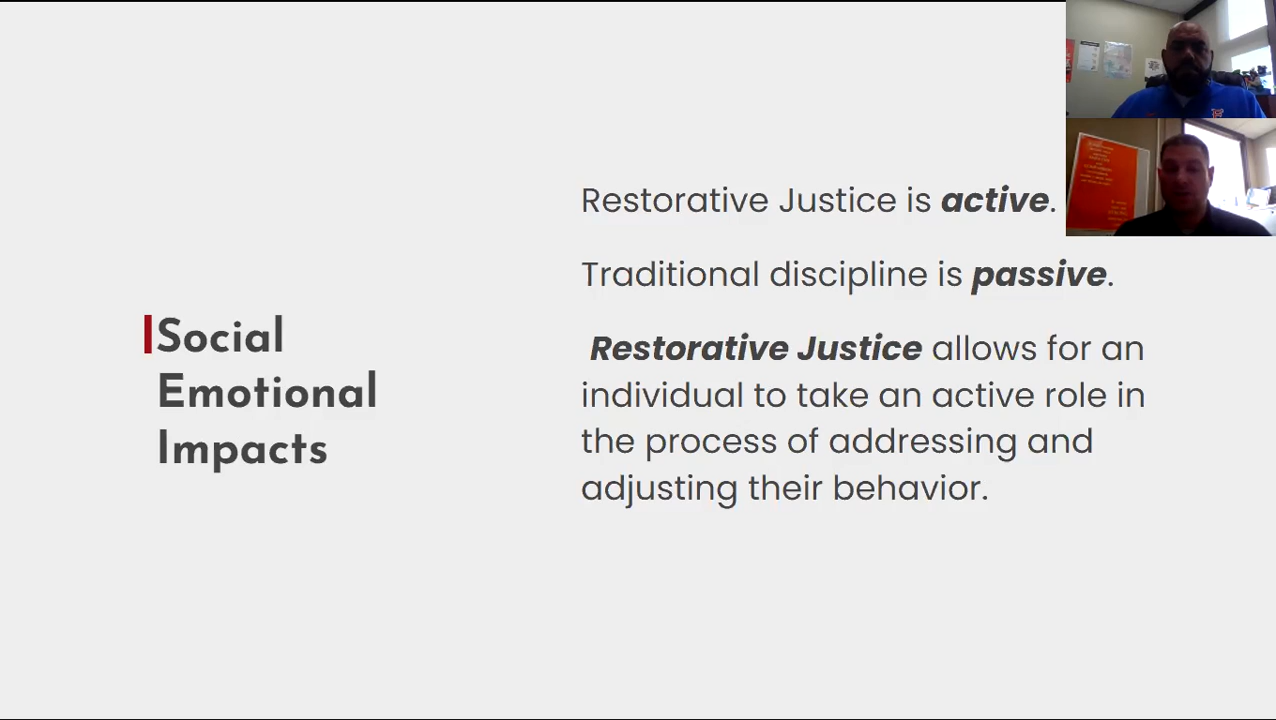 Social
Emotional
Impacts
Restorative Justice is active.
Traditional discipline is passive.
Restorative Justice allows for an
individual to take an active role in
the process of addressing and
adjusting their behavior.